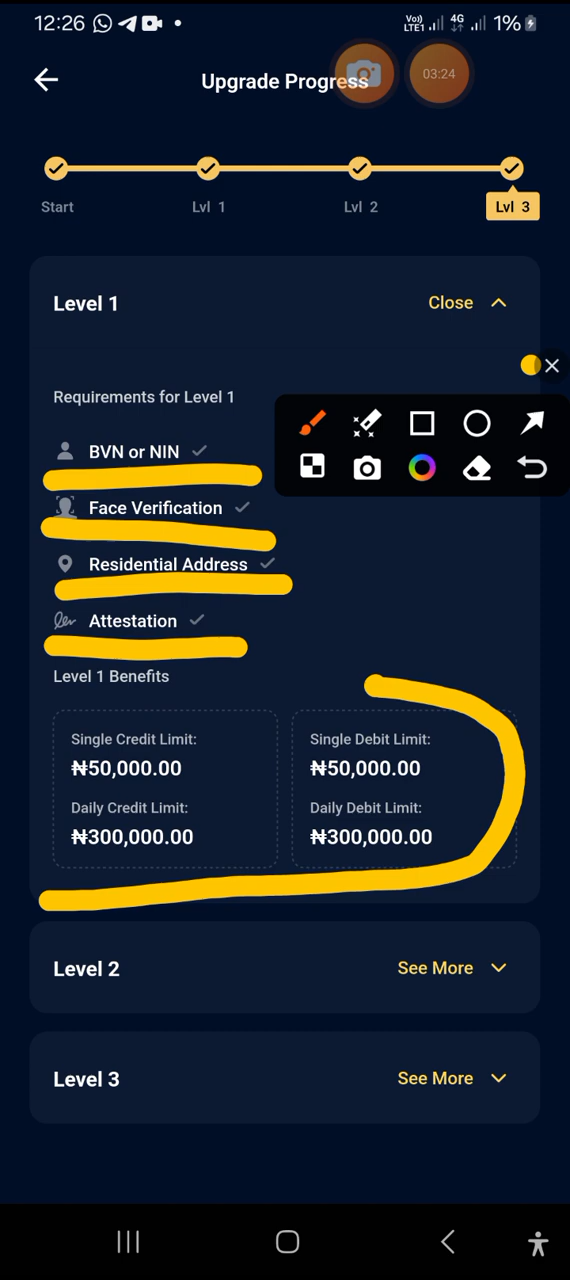 12:26 Vo) LTE1 4G 1%
Upgrade Progress 03:24
Start Lvl 1 Lvl 2 Lvl 3
Level 1 Close
Requirements for Level 1
BVN or NIN
Face Verification
Residential Address
Attestation
Level 1 Benefits
Single Credit Limit: Single Debit Limit:
₦50,000.00 ₦50,000.00
Daily Credit Limit: Daily Debit Limit:
₦300,000.00 ₦300,000.00
Level 2 See More
Level 3 See More